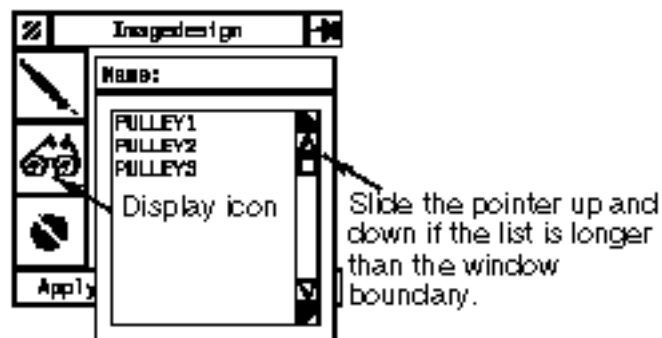 Imagedesign
Name:
PULLEY1
PULLEY2
PULLEY3
Display icon
Slide the pointer up and
down if the list is longer
than the window
boundary.
Apply